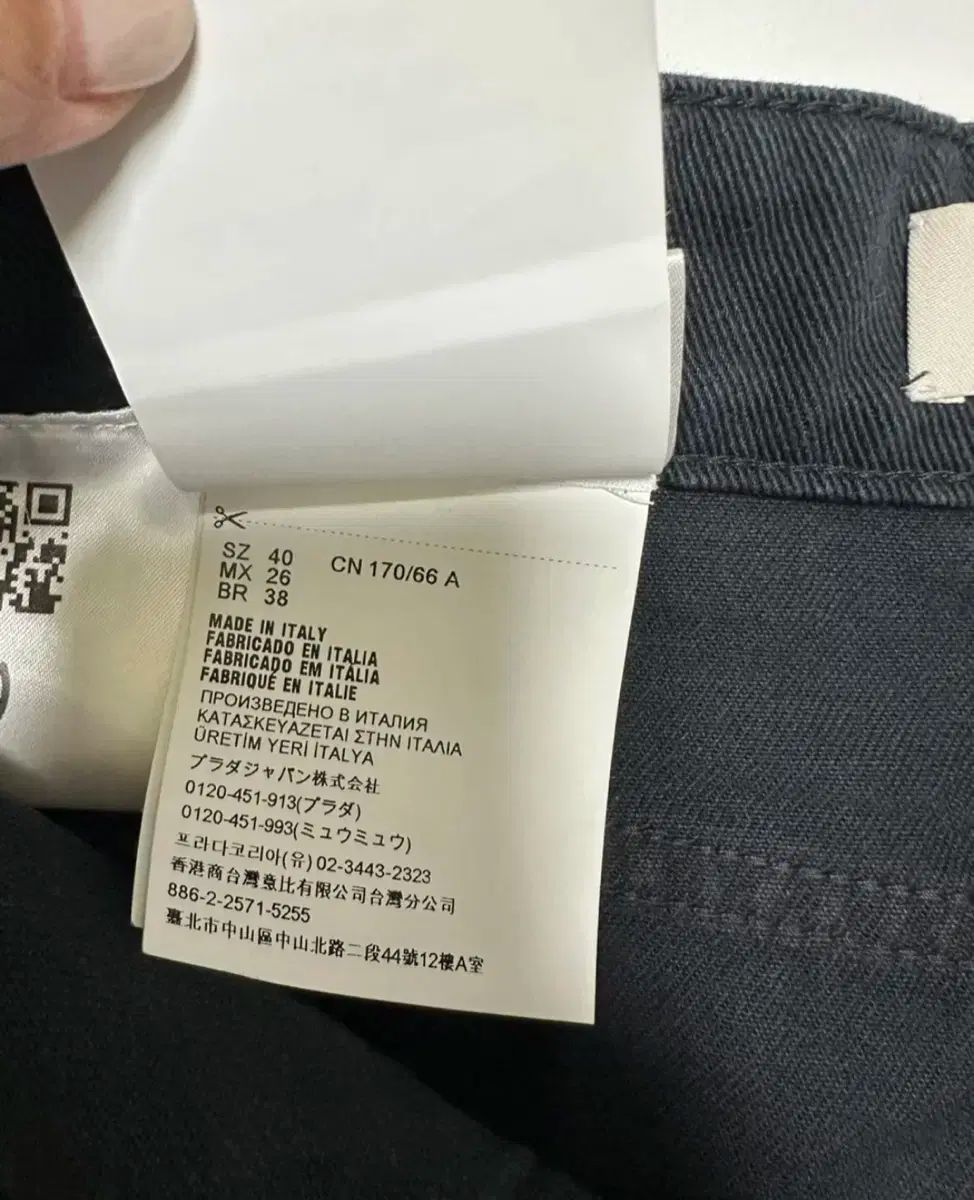 SZ 40 CN 170/66 A
MX 26
BR 38
MADE IN ITALY
FABRICADO EN ITALIA
FABRICADO EM ITÁLIA
FABRIQUÉ EN ITALIE
ПРОИЗВЕДЕНО В ИТАЛИЯ
ΚΑΤΑΣΚΕΥΑΖΕΤΑΙ ΣΤΗΝ ΙΤΑΛΙΑ
ÜRETİM YERİ İTALYA
プラダジャパン株式会社
0120-451-913(プラダ)
0120-451-993(ミュウミュウ)
프라다코리아(유) 02-3443-2323
香港商台灣意比有限公司台灣分公司
886-2-2571-5255
臺北市中山區中山北路二段44號12樓A室